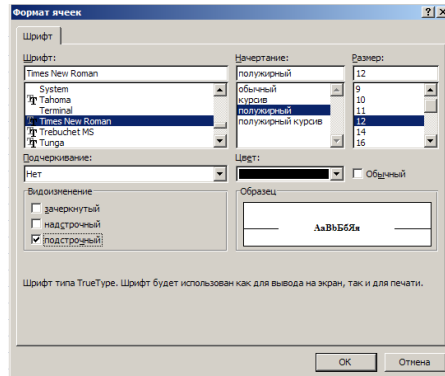 Формат ячеек
Шрифт
Шрифт: Начертание: Размер:
Times New Roman полужирный 12
System обычный 9
Tahoma курсив 10
Terminal полужирный 11
Times New Roman полужирный курсив 12
Trebuchet MS 14
Tunga 16
Подчеркивание: Цвет:
Нет Обычный
Видоизменение Образец
зачеркнутый
надстрочный АаВbБбЯя
подстрочный
Шрифт типа TrueType. Шрифт будет использован как для вывода на экран, так и для печати.
ОК Отмена